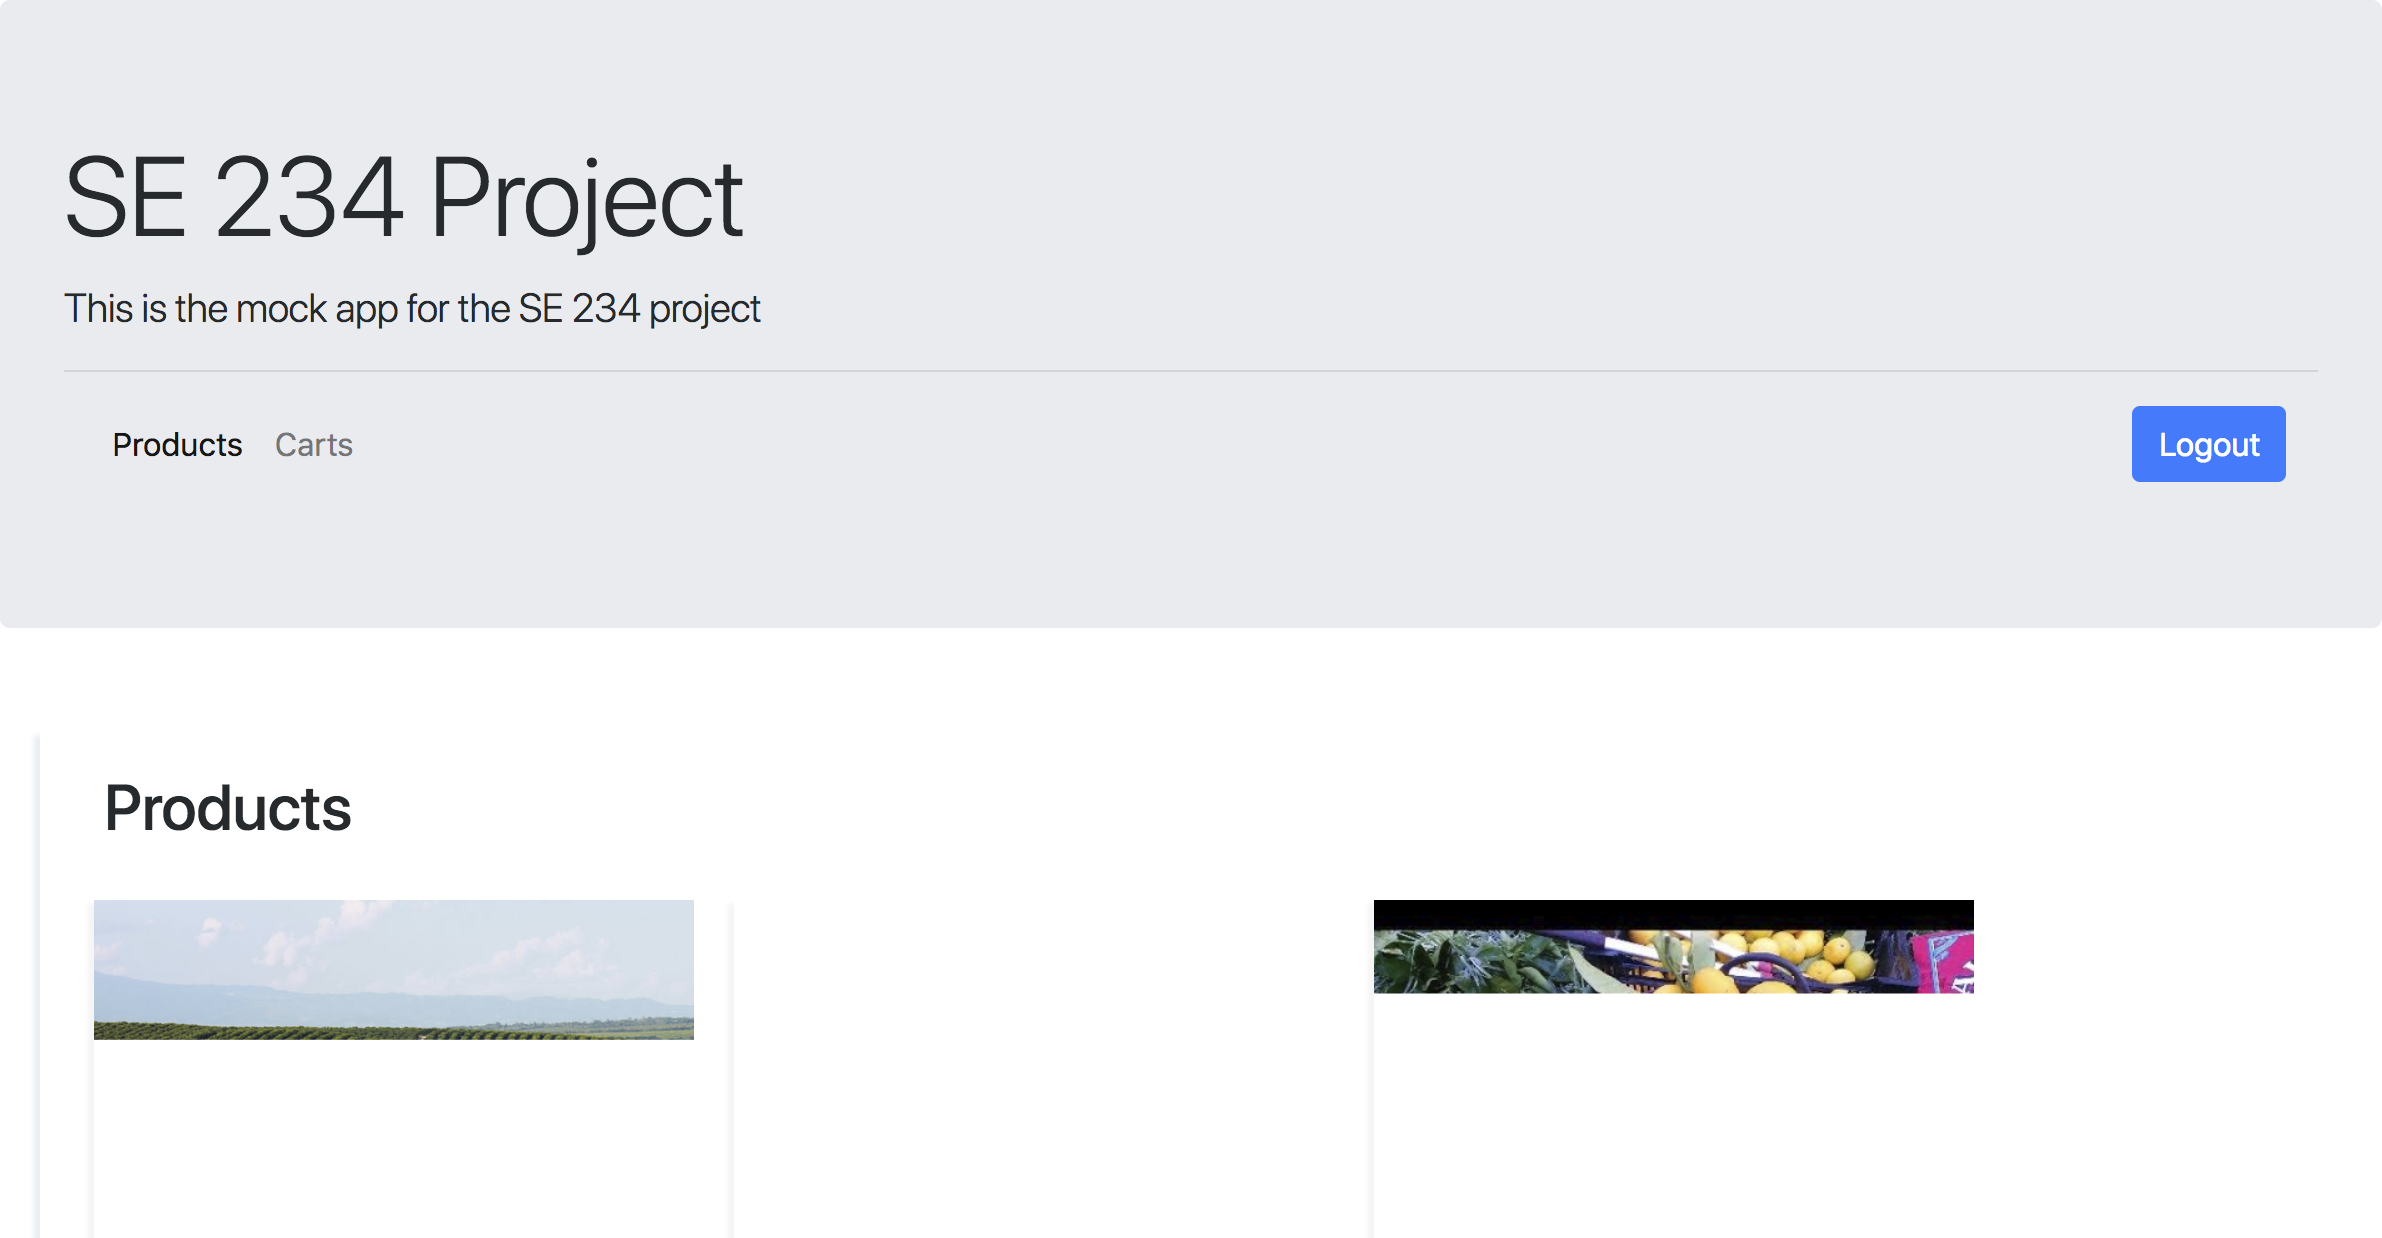 SE 234 Project
This is the mock app for the SE 234 project
Products Carts Logout
Products